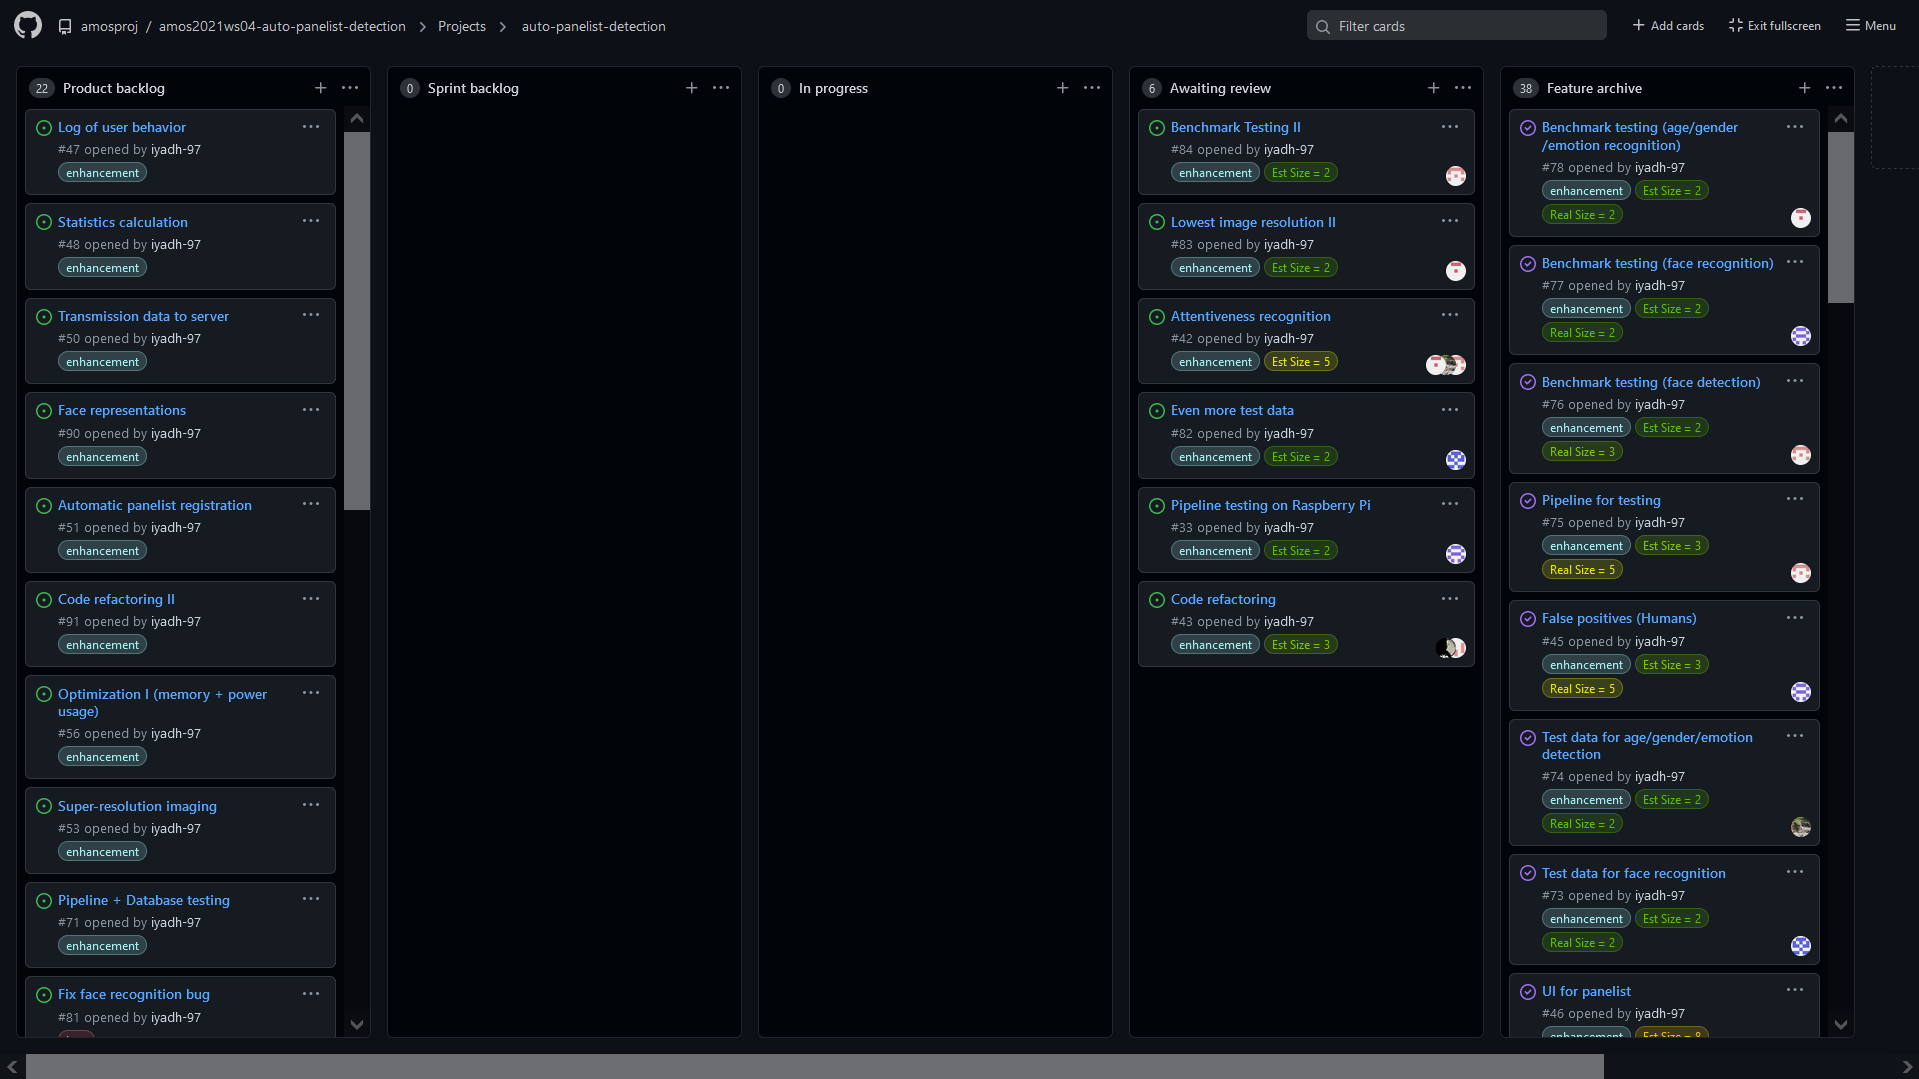 amosproj / amos2021ws04-auto-panelist-detection > Projects > auto-panelist-detection
Filter cards
Add cards
Exit fullscreen
Menu
22 Product backlog
Log of user behavior
#47 opened by iyadh-97
enhancement
Statistics calculation
#48 opened by iyadh-97
enhancement
Transmission data to server
#50 opened by iyadh-97
enhancement
Face representations
#90 opened by iyadh-97
enhancement
Automatic panelist registration
#51 opened by iyadh-97
enhancement
Code refactoring II
#91 opened by iyadh-97
enhancement
Optimization I (memory + power
usage)
#56 opened by iyadh-97
enhancement
Super-resolution imaging
#53 opened by iyadh-97
enhancement
Pipeline + Database testing
#71 opened by iyadh-97
enhancement
Fix face recognition bug
#81 opened by iyadh-97
0 Sprint backlog
0 In progress
6 Awaiting review
Benchmark Testing II
#84 opened by iyadh-97
enhancement Est Size = 2
Lowest image resolution II
#83 opened by iyadh-97
enhancement Est Size = 2
Attentiveness recognition
#42 opened by iyadh-97
enhancement Est Size = 5
Even more test data
#82 opened by iyadh-97
enhancement Est Size = 2
Pipeline testing on Raspberry Pi
#33 opened by iyadh-97
enhancement Est Size = 2
Code refactoring
#43 opened by iyadh-97
enhancement Est Size = 3
38 Feature archive
Benchmark testing (age/gender
/emotion recognition)
#78 opened by iyadh-97
enhancement Est Size = 2
Real Size = 2
Benchmark testing (face recognition)
#77 opened by iyadh-97
enhancement Est Size = 2
Real Size = 2
Benchmark testing (face detection)
#76 opened by iyadh-97
enhancement Est Size = 2
Real Size = 3
Pipeline for testing
#75 opened by iyadh-97
enhancement Est Size = 3
Real Size = 5
False positives (Humans)
#45 opened by iyadh-97
enhancement Est Size = 3
Real Size = 5
Test data for age/gender/emotion
detection
#74 opened by iyadh-97
enhancement Est Size = 2
Real Size = 2
Test data for face recognition
#73 opened by iyadh-97
enhancement Est Size = 2
Real Size = 2
UI for panelist
#46 opened by iyadh-97
enhancement Est Size = 8